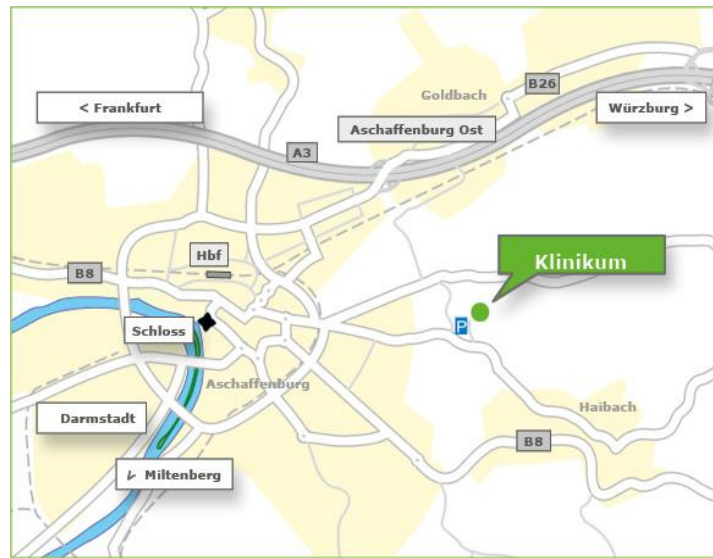 Goldbach
B26
< Frankfurt
Würzburg >
Aschaffenburg Ost
A3
Hbf
B8
Klinikum
P
Schloss
Aschaffenburg
Haibach
Darmstadt
B8
< Miltenberg